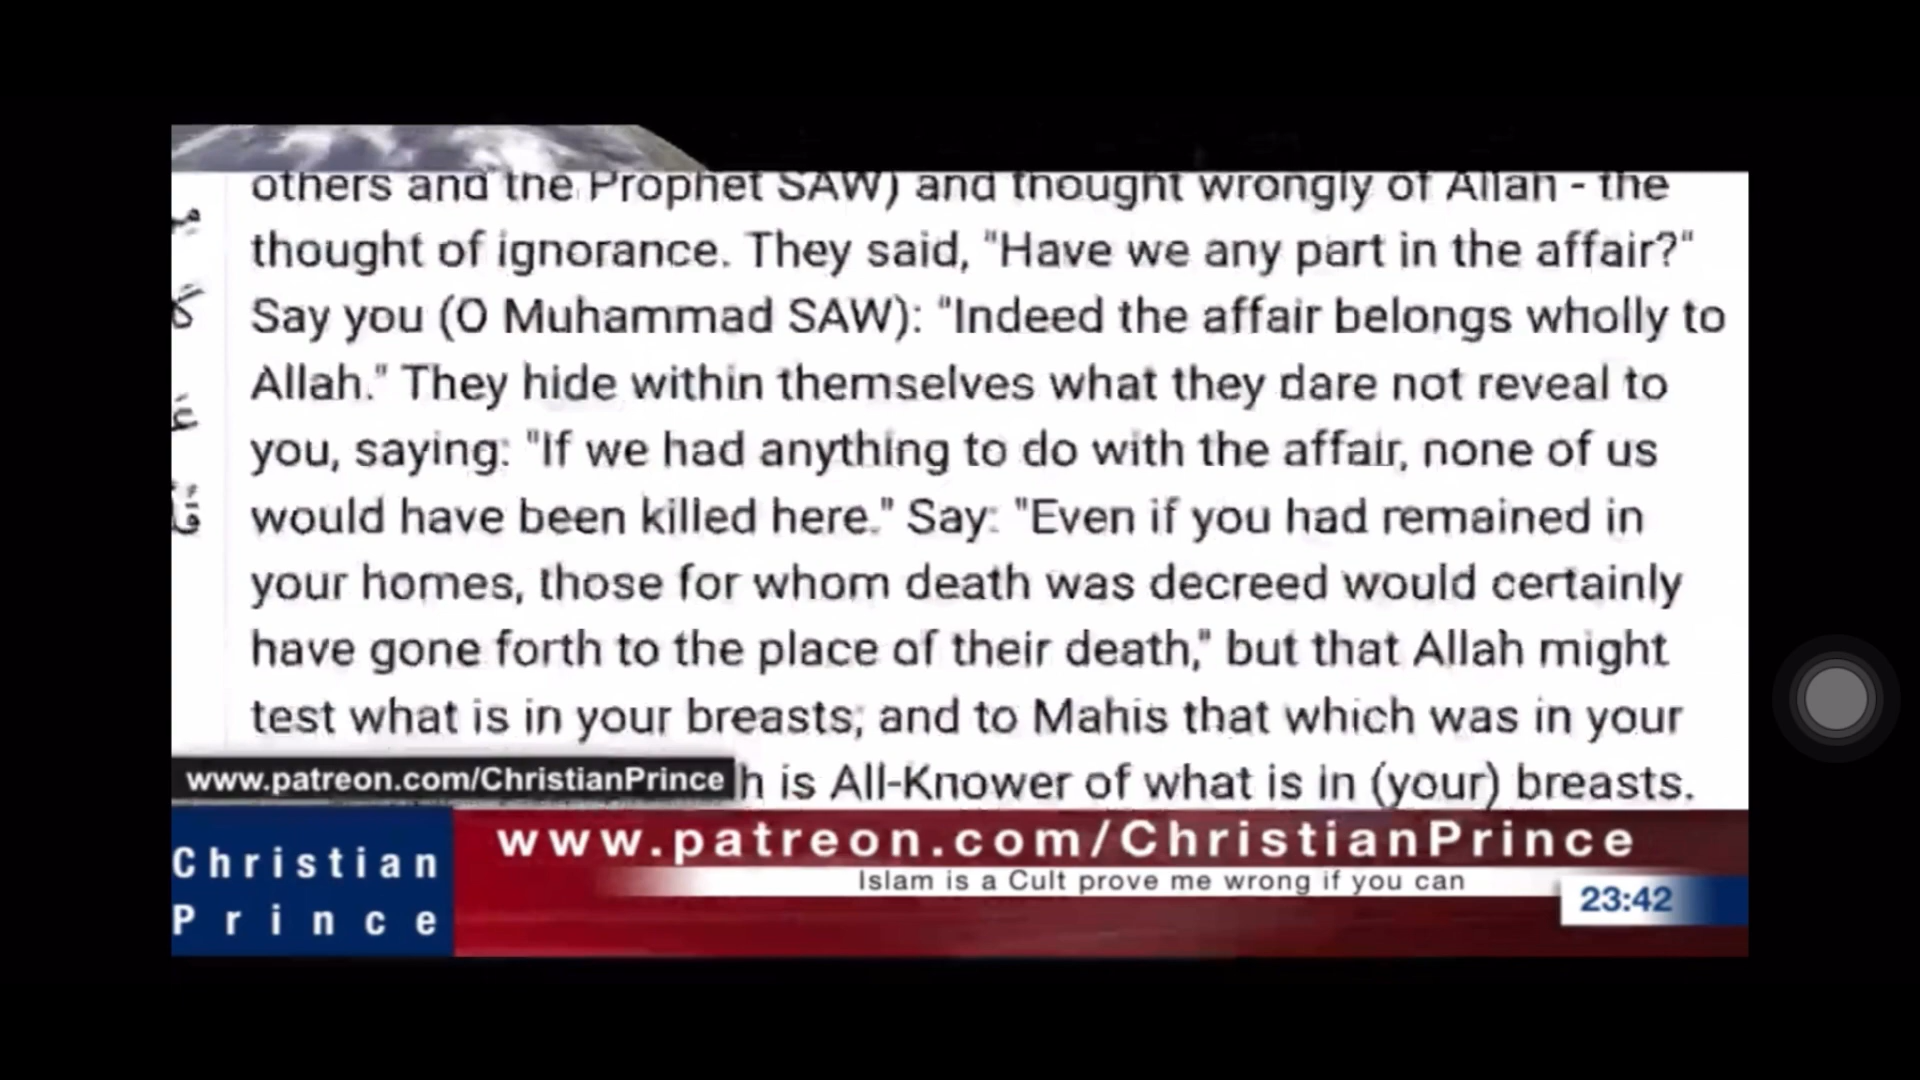 others and the Prophet SAW) and thought wrongly of Allah - the
thought of ignorance. They said, "Have we any part in the affair?"
Say you (O Muhammad SAW): "Indeed the affair belongs wholly to
Allah." They hide within themselves what they dare not reveal to
you, saying: "If we had anything to do with the affair, none of us
would have been killed here." Say: "Even if you had remained in
your homes, those for whom death was decreed would certainly
have gone forth to the place of their death," but that Allah might
test what is in your breasts; and to Mahis that which was in your
h is All-Knower of what is in (your) breasts.
www.patreon.com/ChristianPrince
www.patreon.com/ChristianPrince
Islam is a Cult prove me wrong if you can
23:42
Christian
Prince